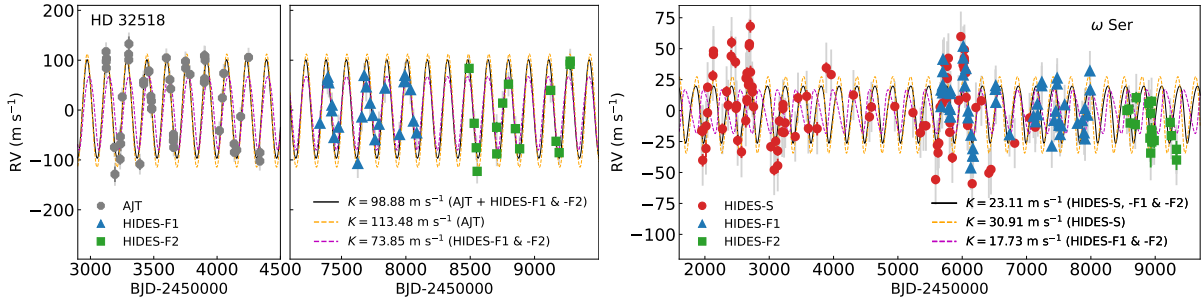 HD 32518
RV (m s⁻¹)
200
100
0
−100
−200
AJT
HIDES-F1
HIDES-F2
3000 3500 4000 4500
BJD-2450000
K = 98.88 m s⁻¹ (AJT + HIDES-F1 & -F2)
K = 113.48 m s⁻¹ (AJT)
K = 73.85 m s⁻¹ (HIDES-F1 & -F2)
7500 8000 8500 9000
BJD-2450000
ω Ser
RV (m s⁻¹)
75
50
25
0
−25
−50
−75
−100
HIDES-S
HIDES-F1
HIDES-F2
K = 23.11 m s⁻¹ (HIDES-S, -F1 & -F2)
K = 30.91 m s⁻¹ (HIDES-S)
K = 17.73 m s⁻¹ (HIDES-F1 & -F2)
2000 3000 4000 5000 6000 7000 8000 9000
BJD-2450000